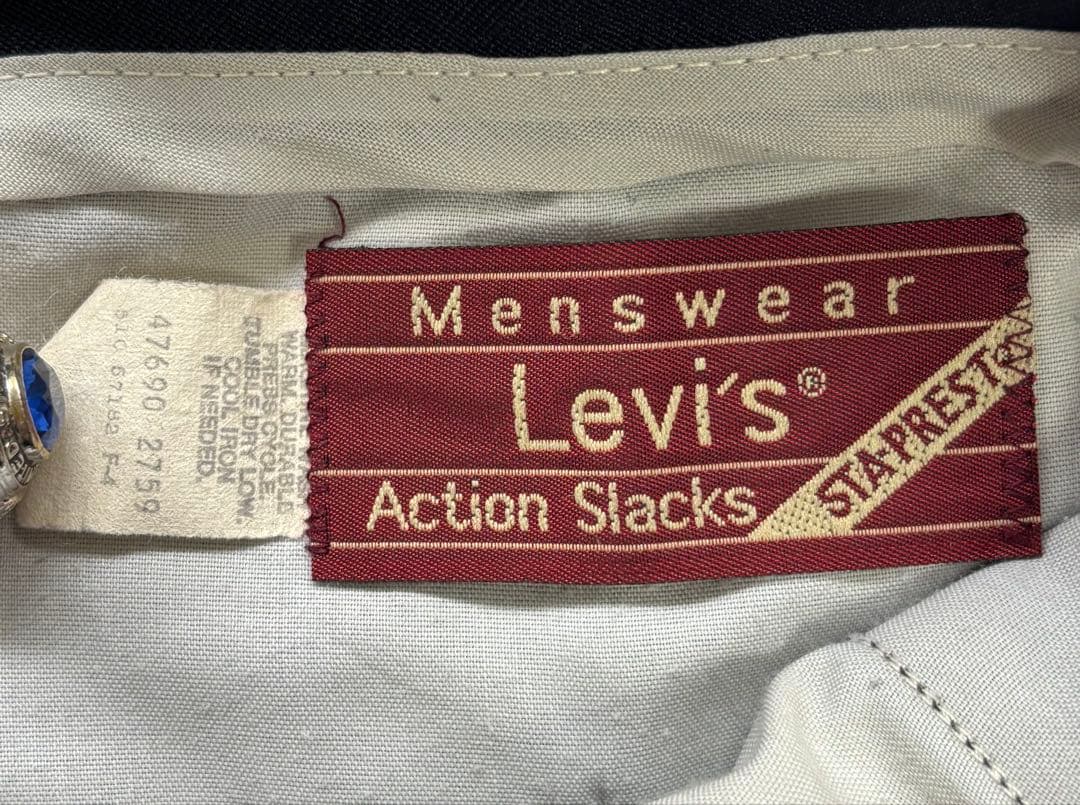 Menswear
Levi's®
Action Slacks
STA-PREST
WARM, DURABLE
PRESS CYCLE.
TUMBLE DRY LOW.
COOL IRON
IF NEEDED.
47690 2759